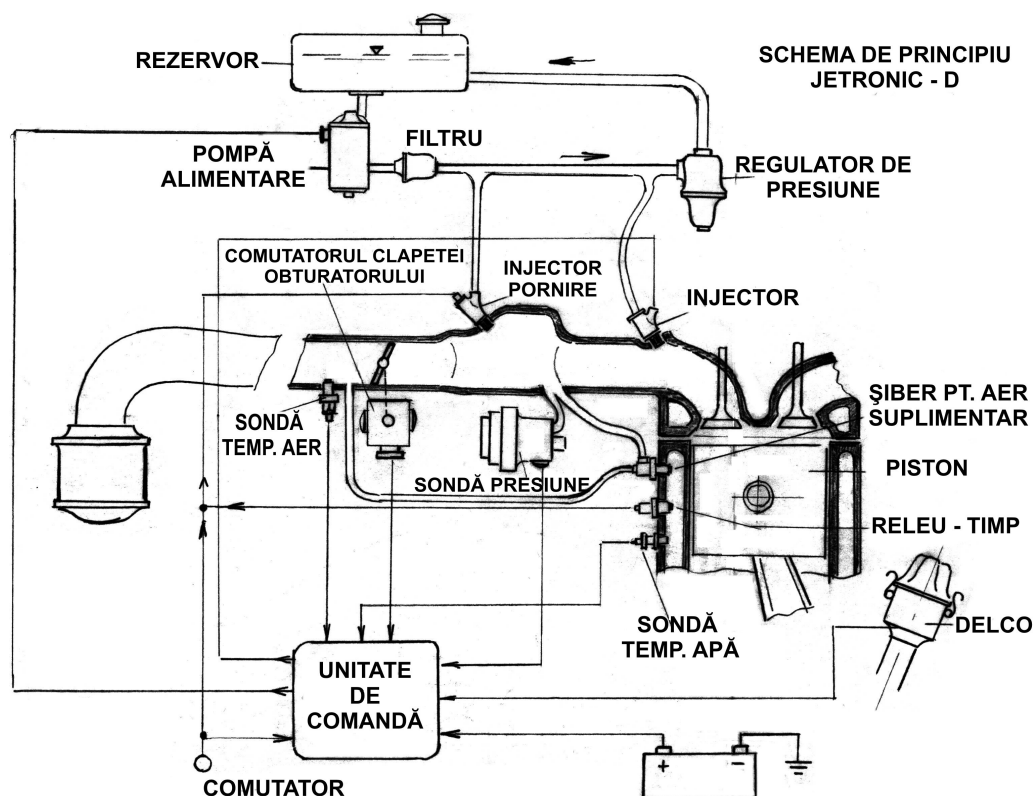 REZERVOR
SCHEMA DE PRINCIPIU
JETRONIC - D
FILTRU
POMPĂ
ALIMENTARE
REGULATOR DE
PRESIUNE
COMUTATORUL CLAPETEI
OBTURATORULUI
INJECTOR
PORNIRE
INJECTOR
ŞIBER PT. AER
SUPLIMENTAR
SONDĂ
TEMP. AER
SONDĂ PRESIUNE
PISTON
RELEU - TIMP
SONDĂ
TEMP. APĂ
DELCO
UNITATE
DE
COMANDĂ
+
-
COMUTATOR